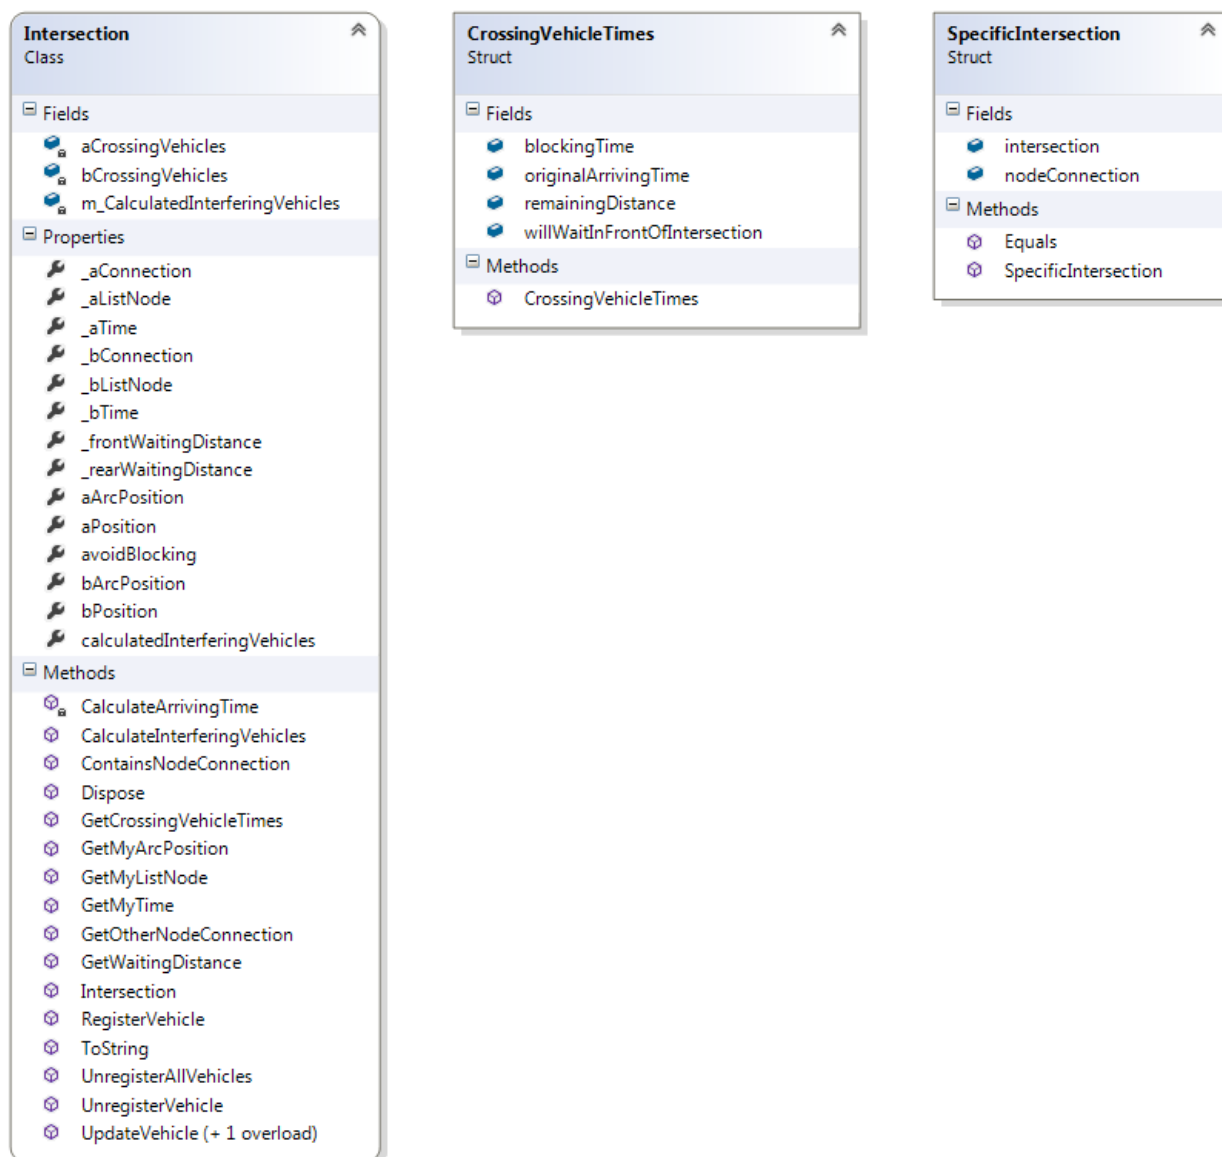 Intersection
Class
Fields
aCrossingVehicles
bCrossingVehicles
m_CalculatedInterferingVehicles
Properties
_aConnection
_aListNode
_aTime
_bConnection
_bListNode
_bTime
_frontWaitingDistance
_rearWaitingDistance
aArcPosition
aPosition
avoidBlocking
bArcPosition
bPosition
calculatedInterferingVehicles
Methods
CalculateArrivingTime
CalculateInterferingVehicles
ContainsNodeConnection
Dispose
GetCrossingVehicleTimes
GetMyArcPosition
GetMyListNode
GetMyTime
GetOtherNodeConnection
GetWaitingDistance
Intersection
RegisterVehicle
ToString
UnregisterAllVehicles
UnregisterVehicle
UpdateVehicle (+ 1 overload)
CrossingVehicleTimes
Struct
Fields
blockingTime
originalArrivingTime
remainingDistance
willWaitInFrontOfIntersection
Methods
CrossingVehicleTimes
SpecificIntersection
Struct
Fields
intersection
nodeConnection
Methods
Equals
SpecificIntersection